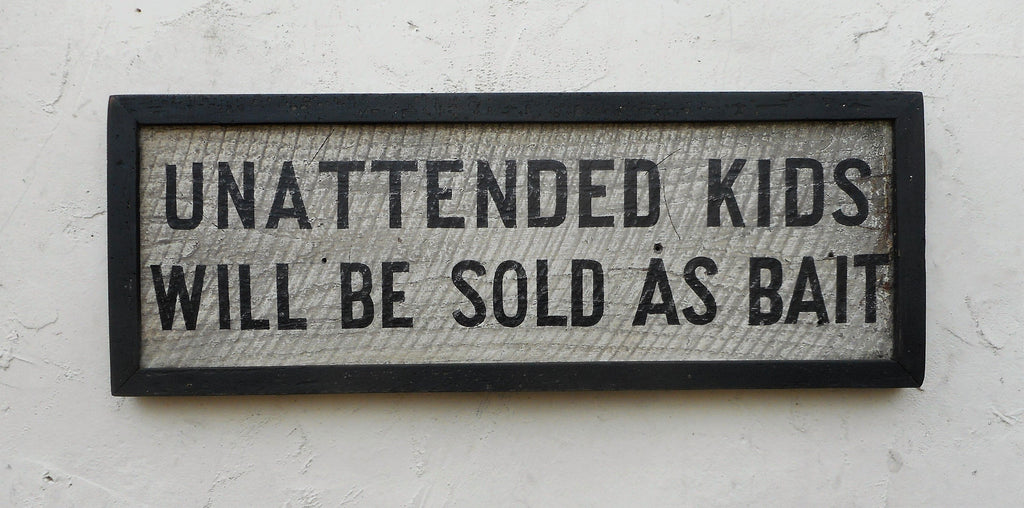 UNATTENDED KIDS
WILL BE SOLD AS BAIT